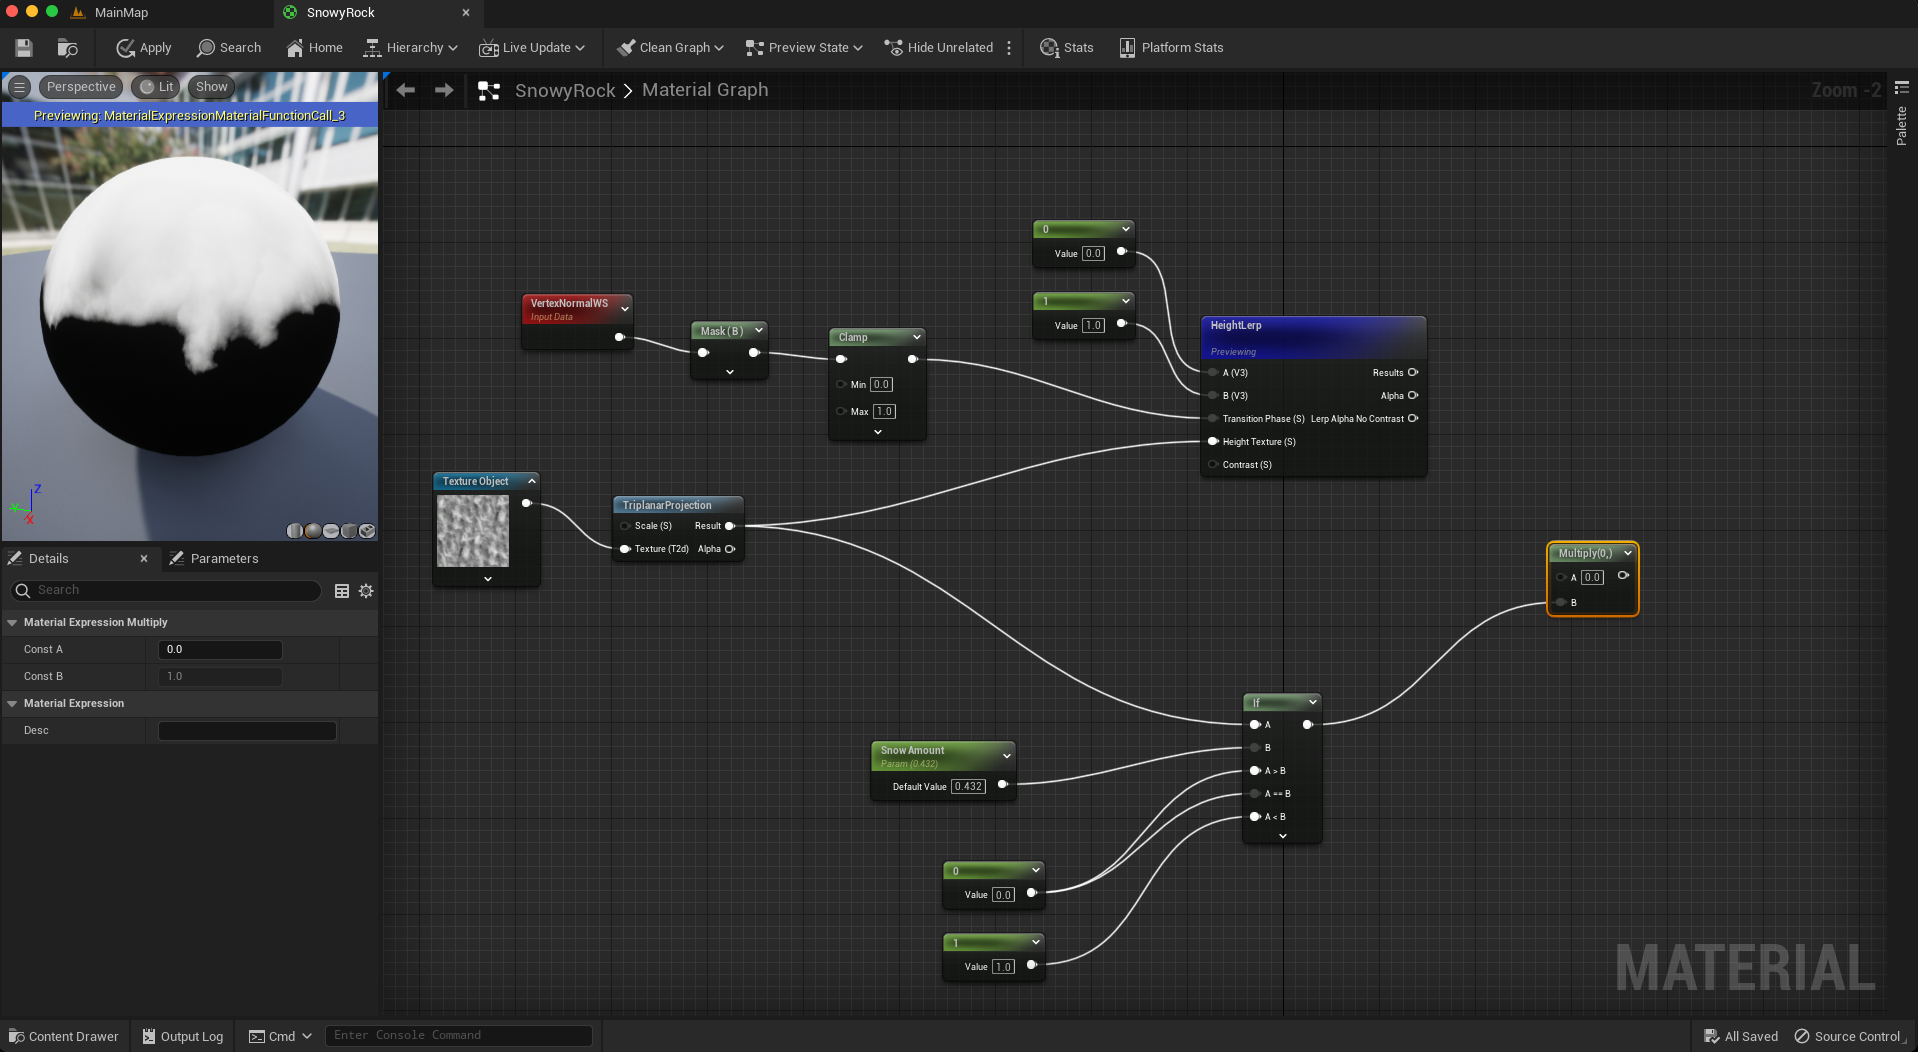 MainMap
SnowyRock
Apply
Search
Home
Hierarchy
Live Update
Clean Graph
Preview State
Hide Unrelated
Stats
Platform Stats
Perspective
Lit
Show
Previewing: MaterialExpressionMaterialFunctionCall_3
SnowyRock > Material Graph
Zoom -2
Palette
0
Value 0.0
1
Value 1.0
VertexNormalWS
Input Data
Mask ( B )
Clamp
Min 0.0
Max 1.0
HeightLerp
Previewing
A (V3) Results
B (V3) Alpha
Transition Phase (S) Lerp Alpha No Contrast
Height Texture (S)
Contrast (S)
Texture Object
TriplanarProjection
Scale (S) Result
Texture (T2d) Alpha
Z
Y
X
Multiply(0,)
A 0.0
B
If
A
B
A > B
A == B
A < B
Snow Amount
Param (0.432)
Default Value 0.432
0
Value 0.0
1
Value 1.0
MATERIAL
Details
Parameters
Search
Material Expression Multiply
Const A 0.0
Const B 1.0
Material Expression
Desc
Content Drawer
Output Log
Cmd
Enter Console Command
All Saved
Source Control